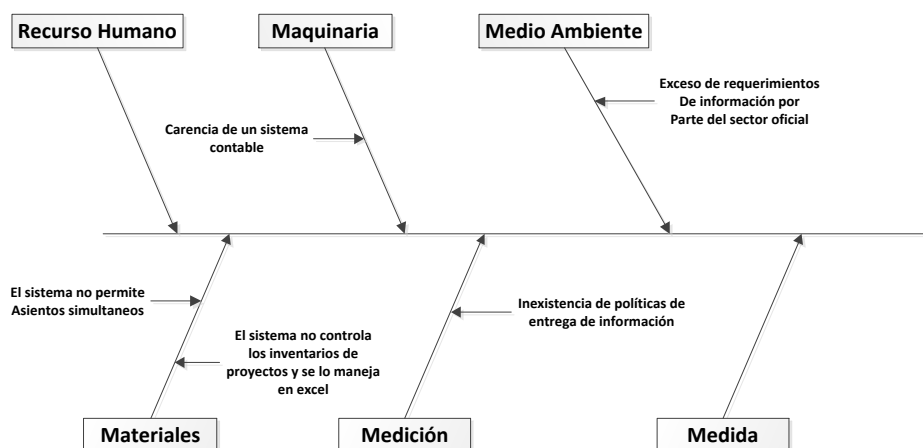 Recurso Humano
Maquinaria
Medio Ambiente
Exceso de requerimientos
De información por
Parte del sector oficial
Carencia de un sistema
contable
El sistema no permite
Asientos simultaneos
El sistema no controla
los inventarios de
proyectos y se lo maneja
en excel
Inexistencia de políticas de
entrega de información
Materiales
Medición
Medida